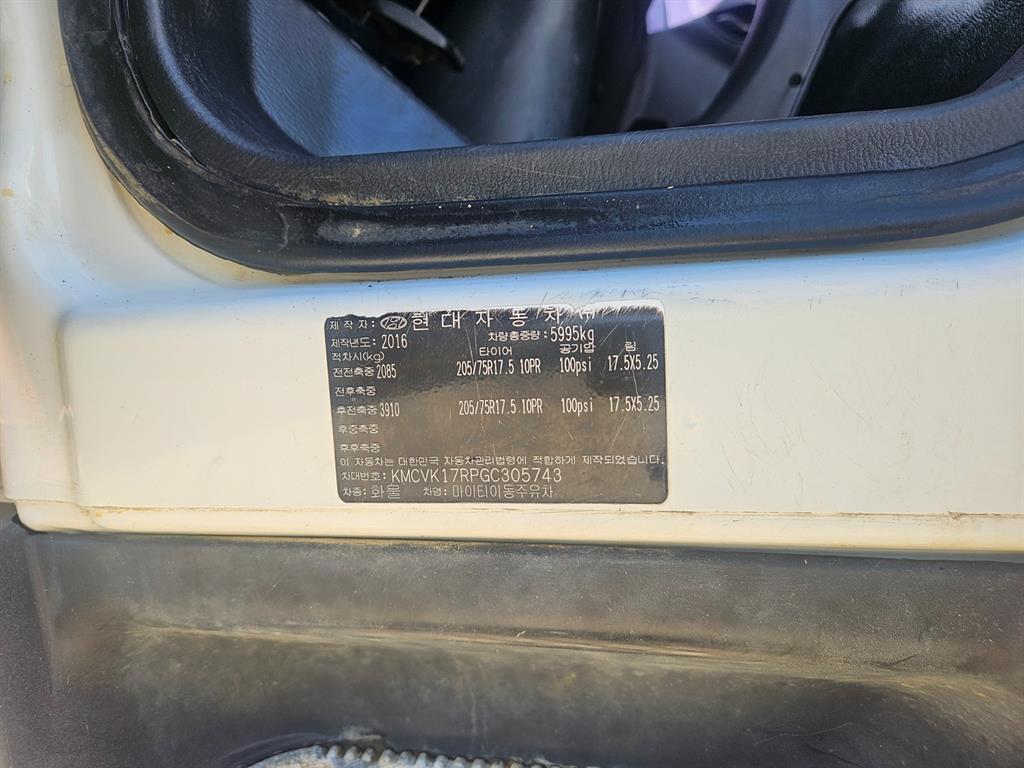 제작자: 현대자동차㈜
제작년도: 2016 차량총중량: 5995kg
적차시(kg) 타이어 공기압 림
전전축중 2085 205/75R17.5 10PR 100psi 17.5X5.25
전후축중
후전축중 3910 205/75R17.5 10PR 100psi 17.5X5.25
후중축중
후후축중
이 자동차는 대한민국 자동차관리법령에 적합하게 제작되었습니다.
차대번호: KMCVK17RPGC305743
차종: 화물 차명: 마이티이동주유차